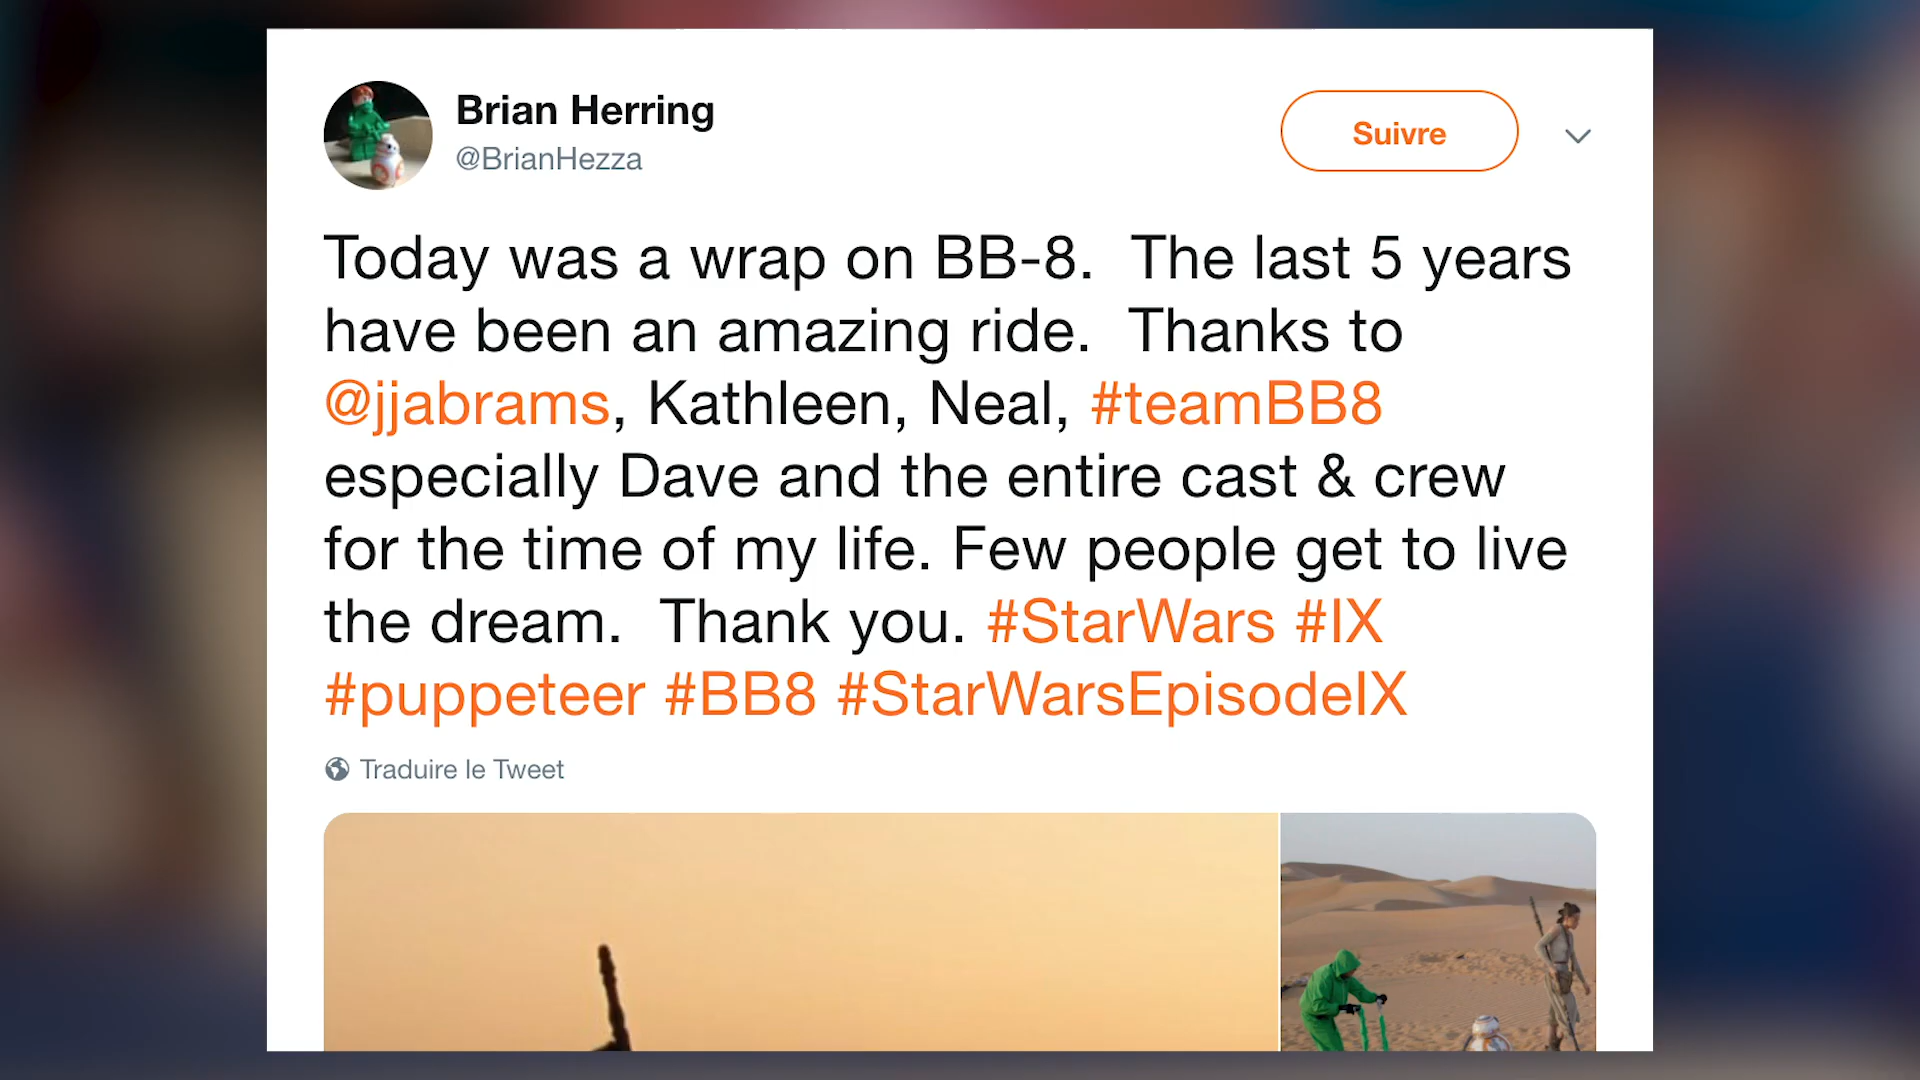 Brian Herring
@BrianHezza
Suivre
Today was a wrap on BB-8.  The last 5 years
have been an amazing ride.  Thanks to
@jjabrams, Kathleen, Neal, #teamBB8
especially Dave and the entire cast & crew
for the time of my life. Few people get to live
the dream.  Thank you. #StarWars #IX
#puppeteer #BB8 #StarWarsEpisodeIX
Traduire le Tweet